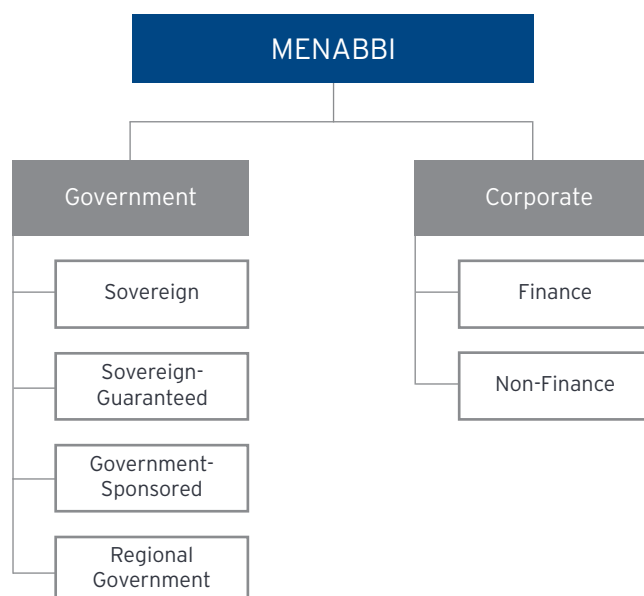 MENABBI
Government
Sovereign
Sovereign-
Guaranteed
Government-
Sponsored
Regional
Government
Corporate
Finance
Non-Finance